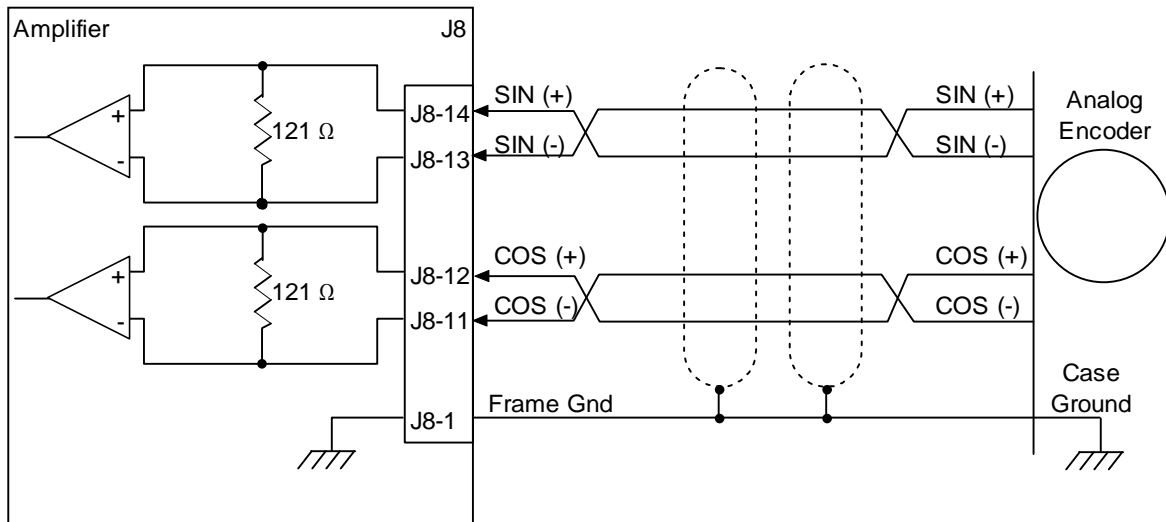 Amplifier
J8
+
-
121 Ω
J8-14
J8-13
SIN (+)
SIN (-)
SIN (+)
SIN (-)
Analog
Encoder
+
-
121 Ω
J8-12
J8-11
COS (+)
COS (-)
COS (+)
COS (-)
J8-1
Frame Gnd
Case
Ground